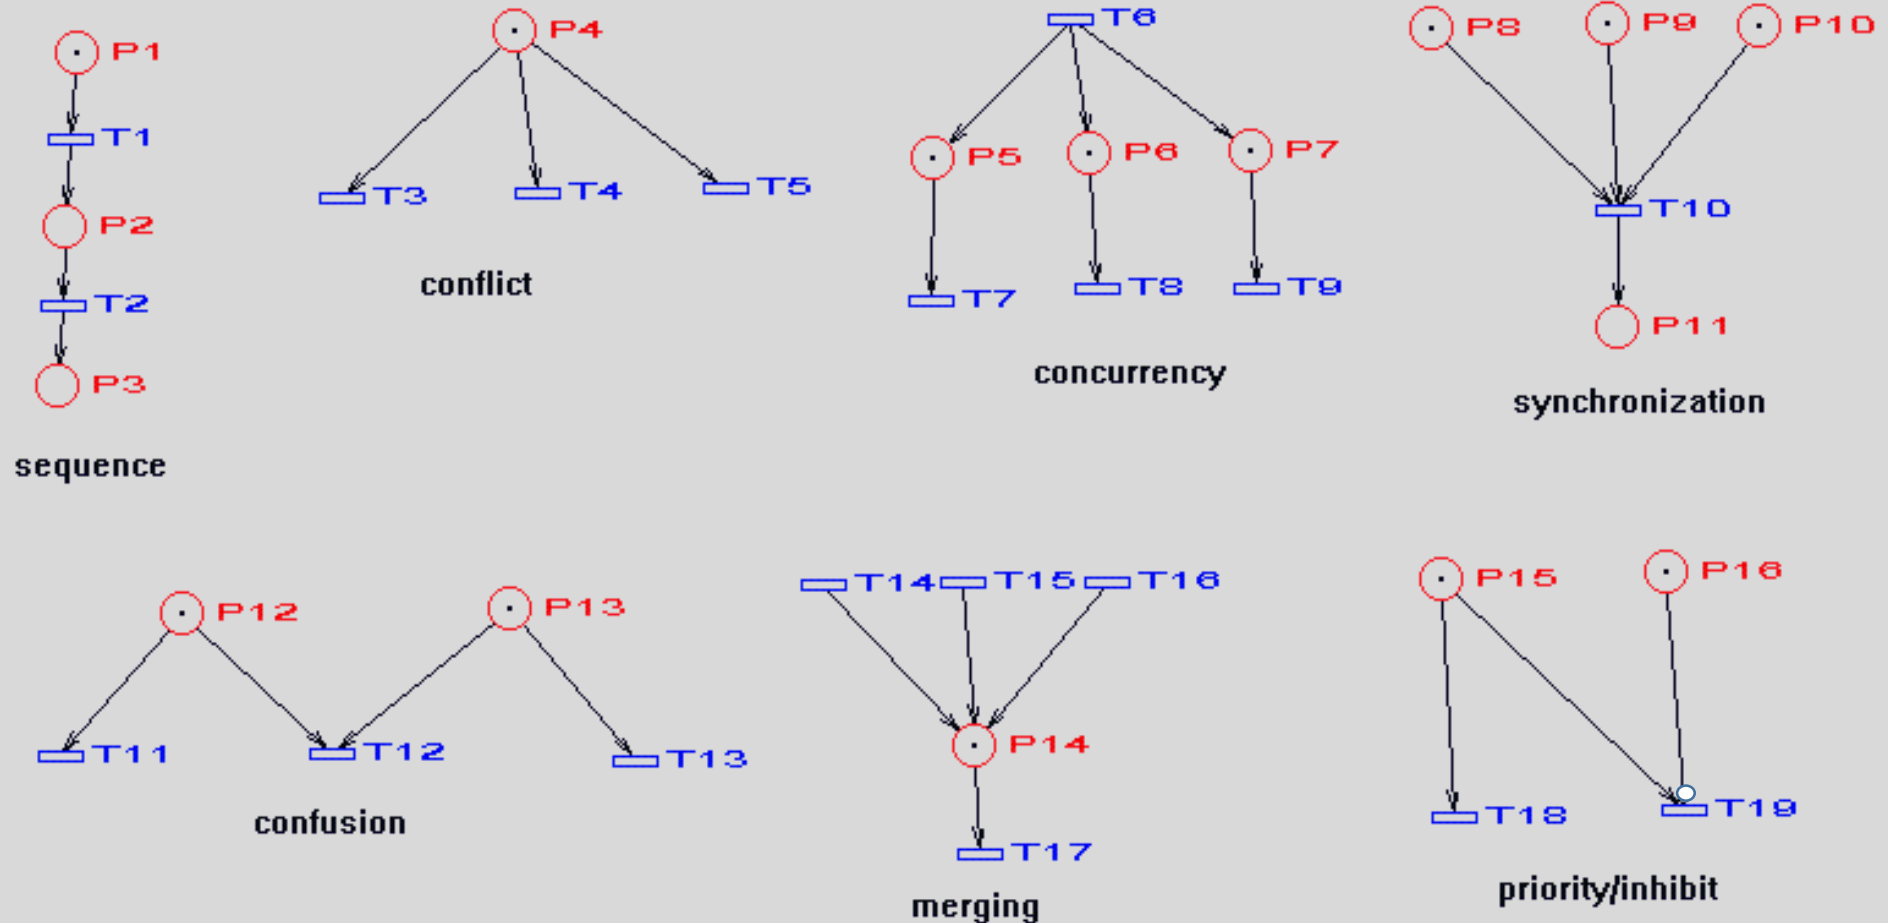 P1
T1
P2
T2
P3
sequence
P4
T3 T4 T5
conflict
T6
P5 P6 P7
T7 T8 T9
concurrency
P8 P9 P10
T10
P11
synchronization
P12 P13
T11 T12 T13
confusion
T14 T15 T16
P14
T17
merging
P15 P16
T18 T19
priority/inhibit